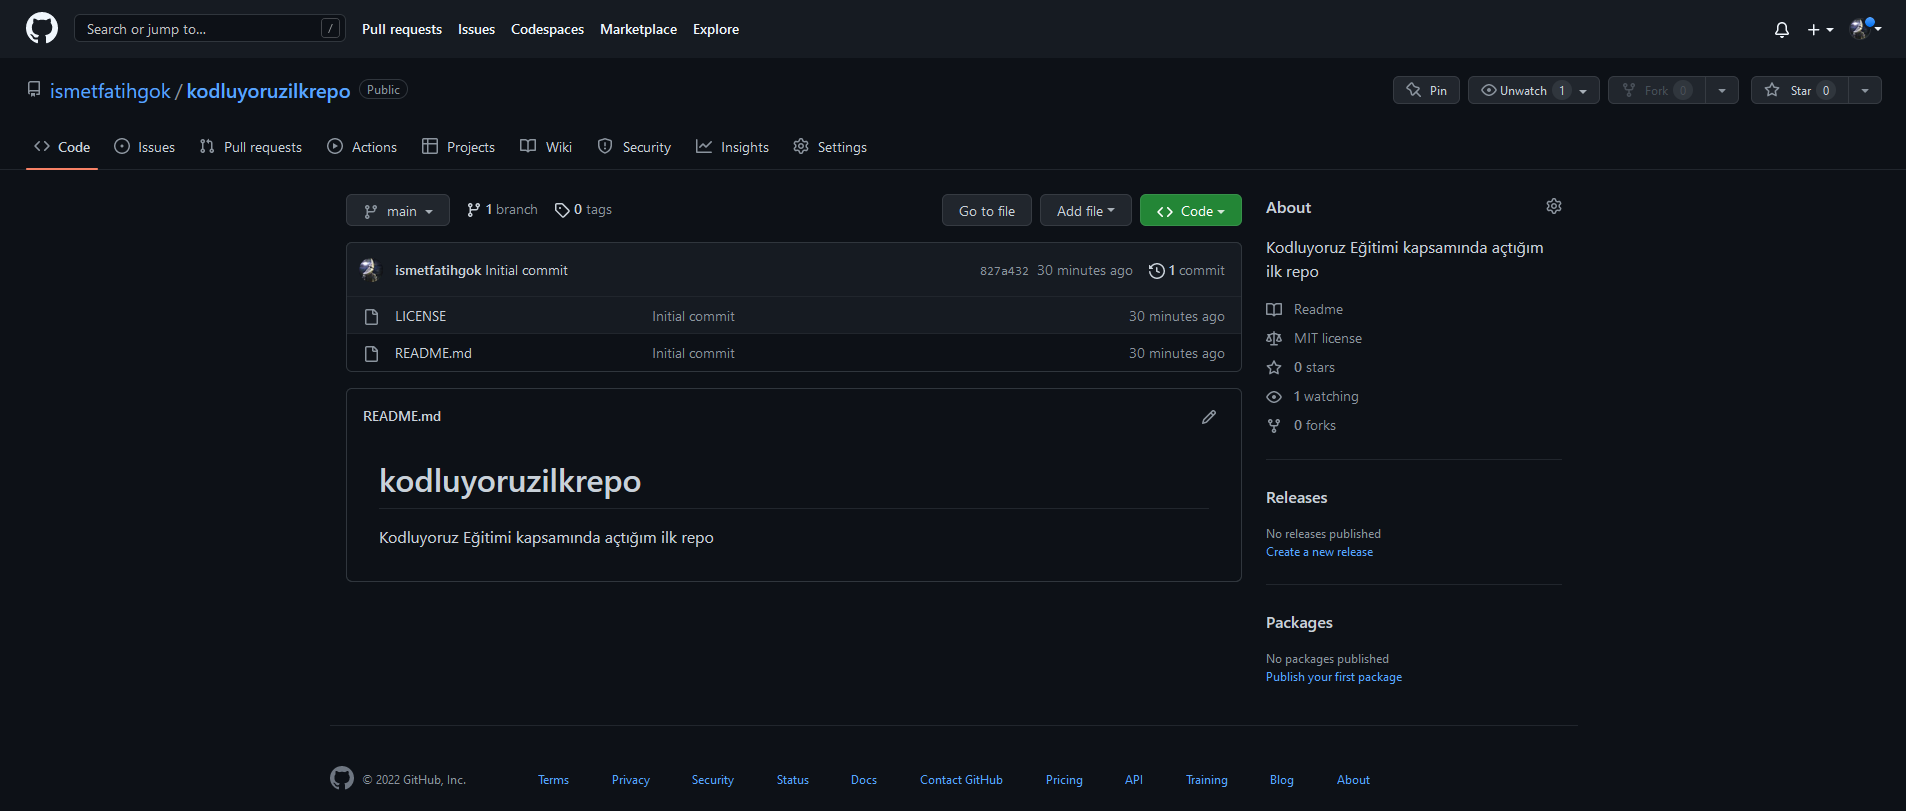 Search or jump to... /
Pull requests Issues Codespaces Marketplace Explore
ismetfatihgok / kodluyoruzilkrepo Public
Pin Unwatch 1 Fork 0 Star 0
Code Issues Pull requests Actions Projects Wiki Security Insights Settings
main 1 branch 0 tags Go to file Add file Code
ismetfatihgok Initial commit 827a432 30 minutes ago 1 commit
LICENSE Initial commit 30 minutes ago
README.md Initial commit 30 minutes ago
README.md
kodluyoruzilkrepo
Kodluyoruz Eğitimi kapsamında açtığım ilk repo
About
Kodluyoruz Eğitimi kapsamında açtığım
ilk repo
Readme
MIT license
0 stars
1 watching
0 forks
Releases
No releases published
Create a new release
Packages
No packages published
Publish your first package
© 2022 GitHub, Inc. Terms Privacy Security Status Docs Contact GitHub Pricing API Training Blog About